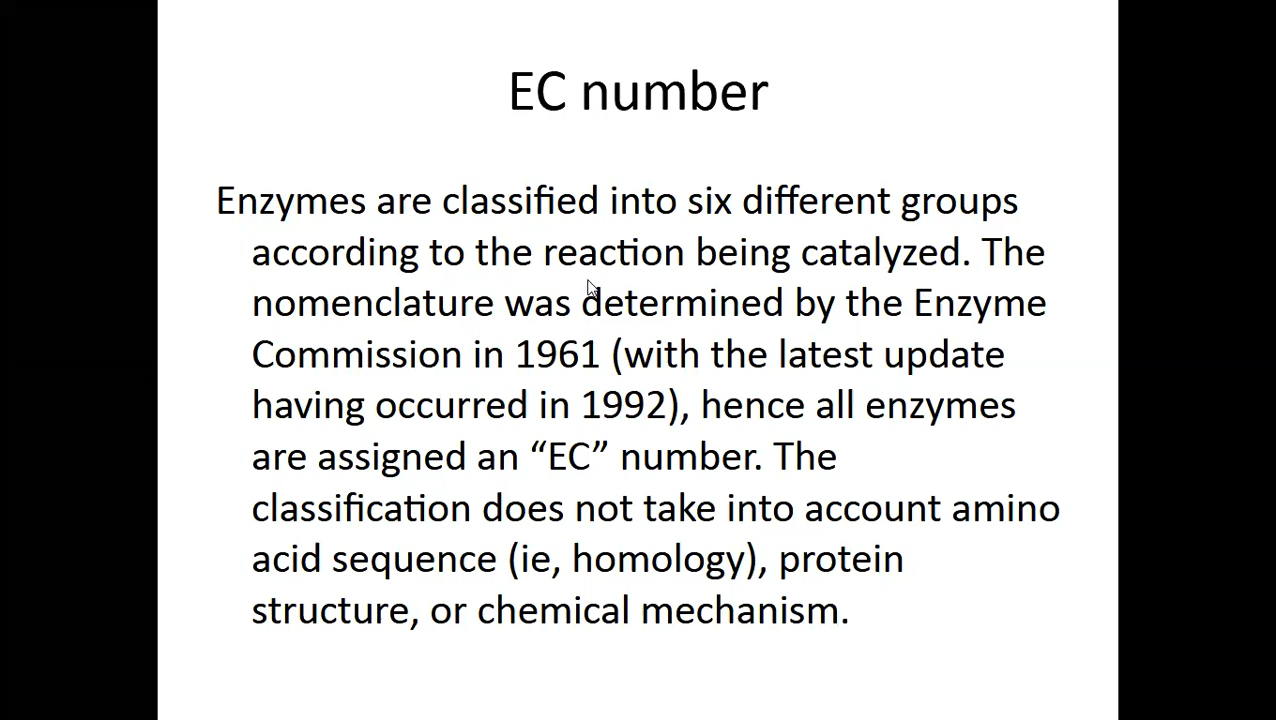 EC number
Enzymes are classified into six different groups
according to the reaction being catalyzed. The
nomenclature was determined by the Enzyme
Commission in 1961 (with the latest update
having occurred in 1992), hence all enzymes
are assigned an “EC” number. The
classification does not take into account amino
acid sequence (ie, homology), protein
structure, or chemical mechanism.